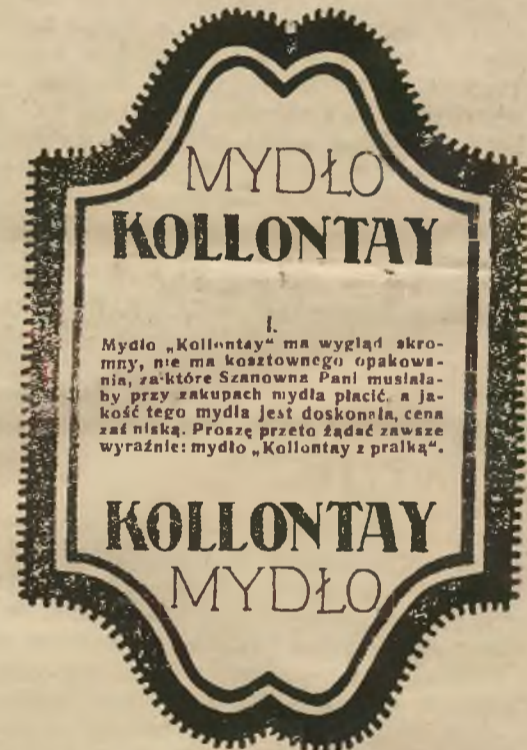 MYDŁO
KOLLONTAY
I.
Mydło „Kollontay" ma wygląd skro-
mny, nie ma kosztownego opakowa-
nia, za które Szanowna Pani musiała-
by przy zakupach mydła płacić, a ja-
kość tego mydła jest doskonała, cena
zaś niską. Proszę przeto żądać zawsze
wyraźnie: mydło „Kollontay z pralką".
KOLLONTAY
MYDŁO